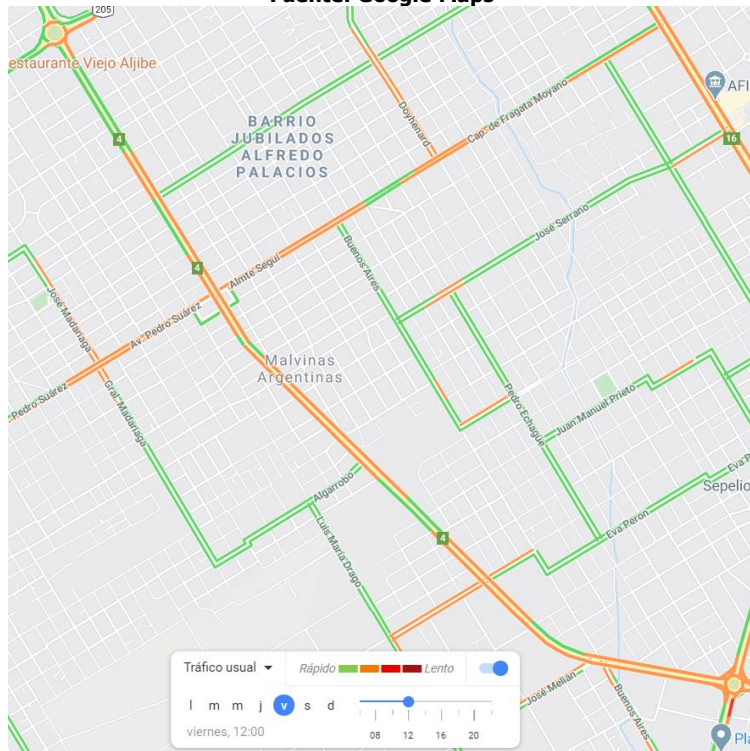 Fuente: Google Maps
205
estaurante Viejo Aljibe
AFI
BARRIO
JUBILADOS
ALFREDO
PALACIOS
Doyhenard
Cap. de Fragata Moyano
4
16
José Serrano
Buenos Aires
Almte Seguí
4
José Madariaga
Av. Pedro Suárez
Malvinas
Argentinas
Pedro Suárez
Gral. Madariaga
Pedro Echagüe
Juan Manuel Prieto
Eva P
Sepelio
Algarrobo
Luis María Drago
4
Eva Perón
José Melián
Buenos Aires
Pla
Tráfico usual
Rápido
Lento
l m m j v s d
08 12 16 20
viernes, 12:00